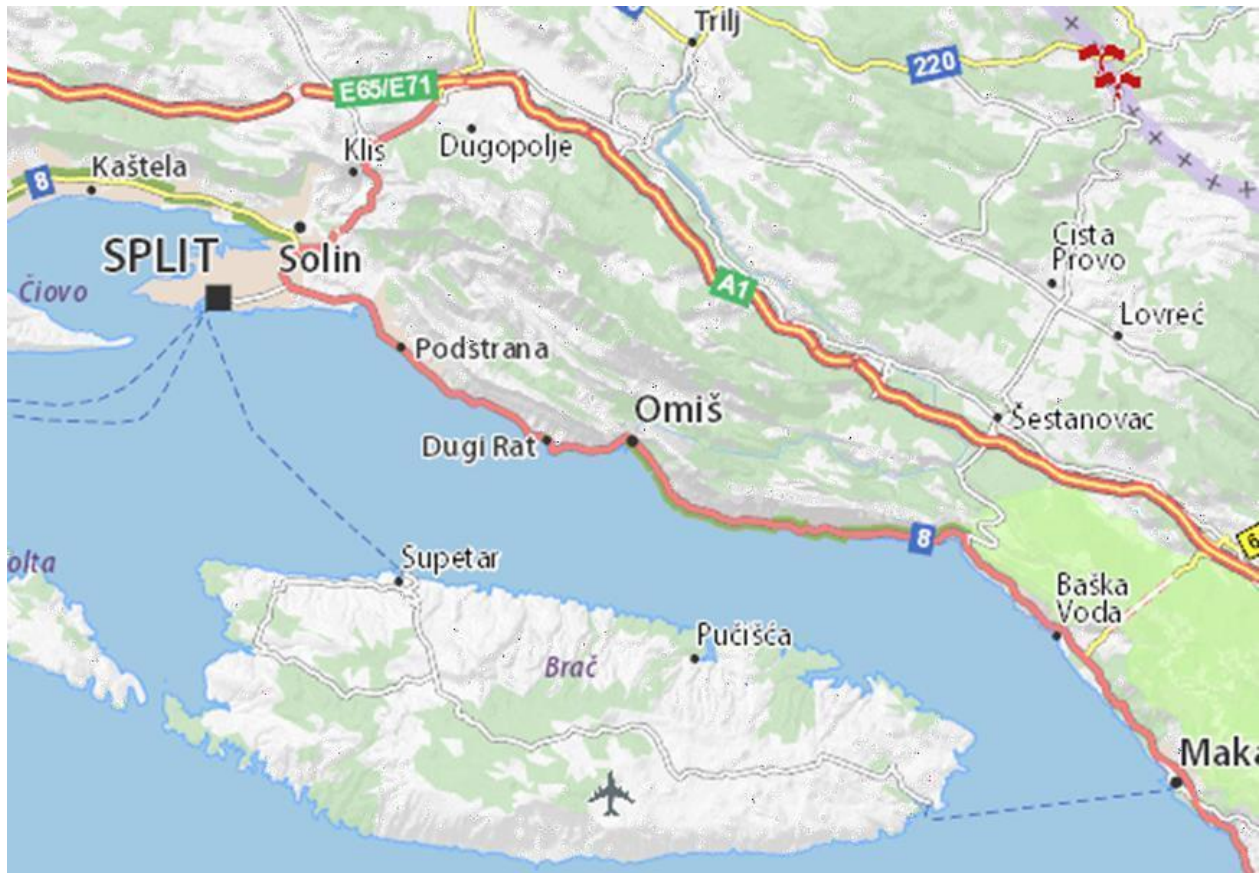 Trilj
220
E65/E71
Dugopolje
Klis
Kaštela
8
SPLIT
Solin
Čiovo
A1
Cista
Provo
Lovreć
Podstrana
Omiš
Šestanovac
Dugi Rat
8
6
Supetar
olta
Baška
Voda
Pučišća
Brač
Maka